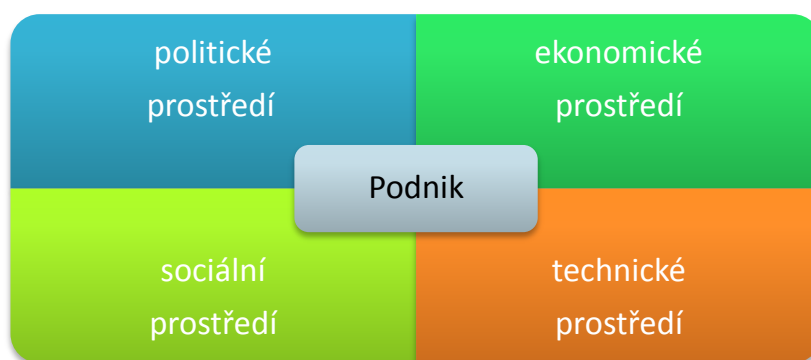 politické
prostředí
ekonomické
prostředí
Podnik
sociální
prostředí
technické
prostředí